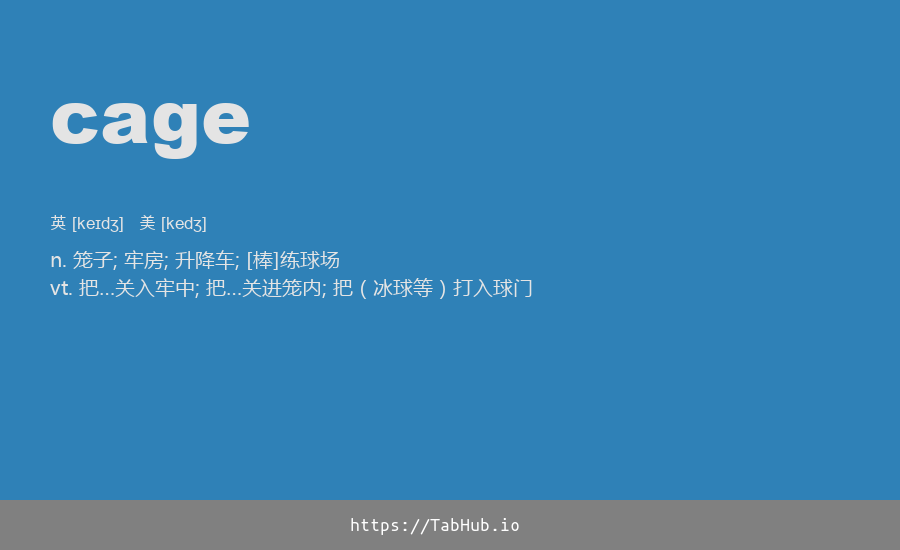 cage
英 [keɪdʒ] 美 [kedʒ]
n. 笼子; 牢房; 升降车; [棒]练球场
vt. 把...关入牢中; 把...关进笼内; 把 ( 冰球等 ) 打入球门
https://TabHub.io